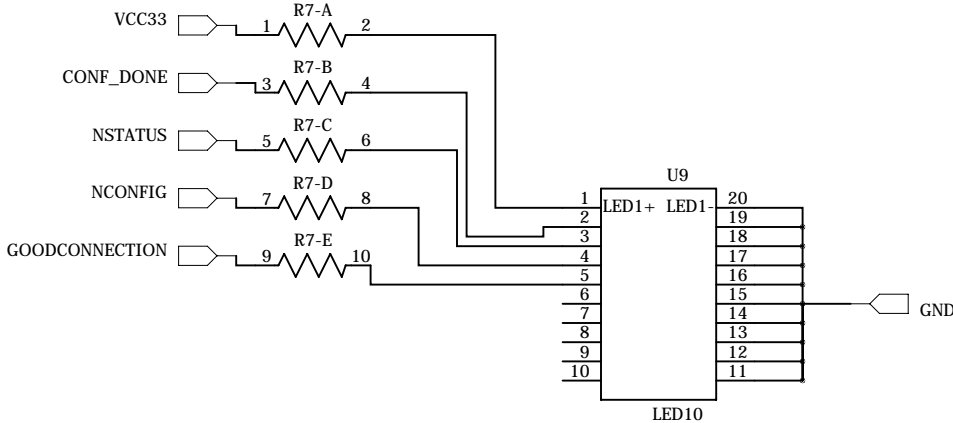 VCC33
1 R7-A 2
CONF_DONE
3 R7-B 4
NSTATUS
5 R7-C 6
NCONFIG
7 R7-D 8
GOODCONNECTION
9 R7-E 10
U9
1 LED1+ LED1- 20
2 19
3 18
4 17
5 16
6 15
7 14
8 13
9 12
10 11
GND
LED10